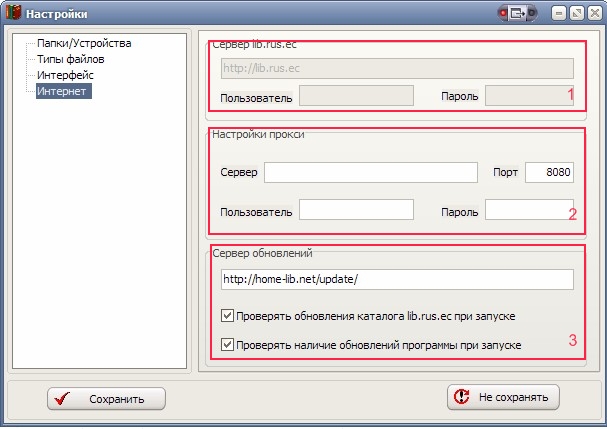 Настройки
Папки/Устройства
Типы файлов
Интерфейс
Интернет
Сервер lib.rus.ec
http://lib.rus.ec
Пользователь Пароль
1
Настройки прокси
Сервер Порт 8080
Пользователь Пароль
2
Сервер обновлений
http://home-lib.net/update/
Проверять обновления каталога lib.rus.ec при запуске
Проверять наличие обновлений программы при запуске
3
Сохранить Не сохранять